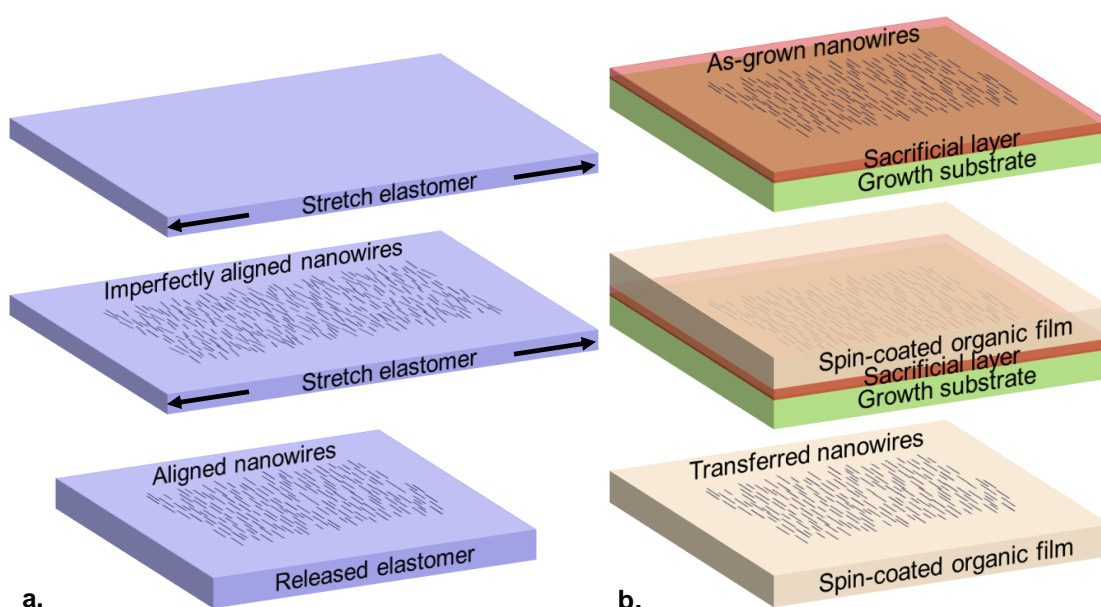 Stretch elastomer
Imperfectly aligned nanowires
Stretch elastomer
Aligned nanowires
Released elastomer
a.
As-grown nanowires
Sacrificial layer
Growth substrate
Spin-coated organic film
Sacrificial layer
Growth substrate
Transferred nanowires
Spin-coated organic film
b.